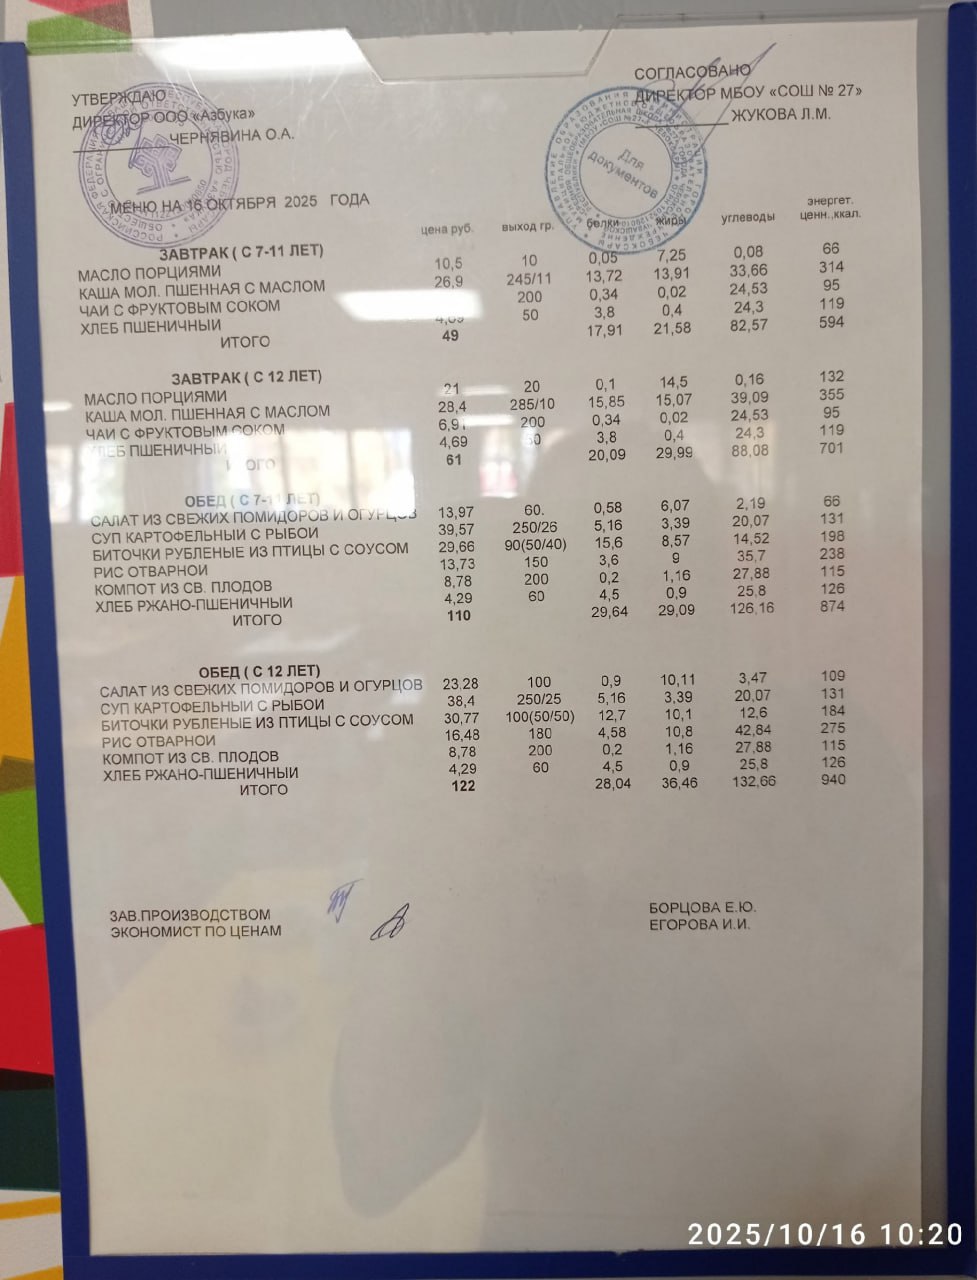 УТВЕРЖДАЮ
ДИРЕКТОР ООО «Азбука»
ЧЕРНЯВИНА О.А.
СОГЛАСОВАНО
ДИРЕКТОР МБОУ «СОШ № 27»
ЖУКОВА Л.М.
Для документов
МЕНЮ НА 16 ОКТЯБРЯ 2025 ГОДА
цена руб. выход гр. белки жиры углеводы энергет. ценн.,ккал.
ЗАВТРАК ( С 7-11 ЛЕТ)
МАСЛО ПОРЦИЯМИ 10,5 10 0,05 7,25 0,08 66
КАША МОЛ. ПШЕННАЯ С МАСЛОМ 26,9 245/11 13,72 13,91 33,66 314
ЧАЙ С ФРУКТОВЫМ СОКОМ 200 0,34 0,02 24,53 95
ХЛЕБ ПШЕНИЧНЫЙ 50 3,8 0,4 24,3 119
ИТОГО 49 17,91 21,58 82,57 594
ЗАВТРАК ( С 12 ЛЕТ)
МАСЛО ПОРЦИЯМИ 21 20 0,1 14,5 0,16 132
КАША МОЛ. ПШЕННАЯ С МАСЛОМ 28,4 285/10 15,85 15,07 39,09 355
ЧАЙ С ФРУКТОВЫМ СОКОМ 6,91 200 0,34 0,02 24,53 95
ХЛЕБ ПШЕНИЧНЫЙ 4,69 50 3,8 0,4 24,3 119
ИТОГО 61 20,09 29,99 88,08 701
ОБЕД ( С 7-11 ЛЕТ)
САЛАТ ИЗ СВЕЖИХ ПОМИДОРОВ И ОГУРЦОВ 13,97 60. 0,58 6,07 2,19 66
СУП КАРТОФЕЛЬНЫЙ С РЫБОЙ 39,57 250/26 5,16 3,39 20,07 131
БИТОЧКИ РУБЛЕНЫЕ ИЗ ПТИЦЫ С СОУСОМ 29,66 90(50/40) 15,6 8,57 14,52 198
РИС ОТВАРНОЙ 13,73 150 3,6 9 35,7 238
КОМПОТ ИЗ СВ. ПЛОДОВ 8,78 200 0,2 1,16 27,88 115
ХЛЕБ РЖАНО-ПШЕНИЧНЫЙ 4,29 60 4,5 0,9 25,8 126
ИТОГО 110 29,64 29,09 126,16 874
ОБЕД ( С 12 ЛЕТ)
САЛАТ ИЗ СВЕЖИХ ПОМИДОРОВ И ОГУРЦОВ 23,28 100 0,9 10,11 3,47 109
СУП КАРТОФЕЛЬНЫЙ С РЫБОЙ 38,4 250/25 5,16 3,39 20,07 131
БИТОЧКИ РУБЛЕНЫЕ ИЗ ПТИЦЫ С СОУСОМ 30,77 100(50/50) 12,7 10,1 12,6 184
РИС ОТВАРНОЙ 16,48 180 4,58 10,8 42,84 275
КОМПОТ ИЗ СВ. ПЛОДОВ 8,78 200 0,2 1,16 27,88 115
ХЛЕБ РЖАНО-ПШЕНИЧНЫЙ 4,29 60 4,5 0,9 25,8 126
ИТОГО 122 28,04 36,46 132,66 940
ЗАВ.ПРОИЗВОДСТВОМ БОРЦОВА Е.Ю.
ЭКОНОМИСТ ПО ЦЕНАМ ЕГОРОВА И.И.
2025/10/16 10:20